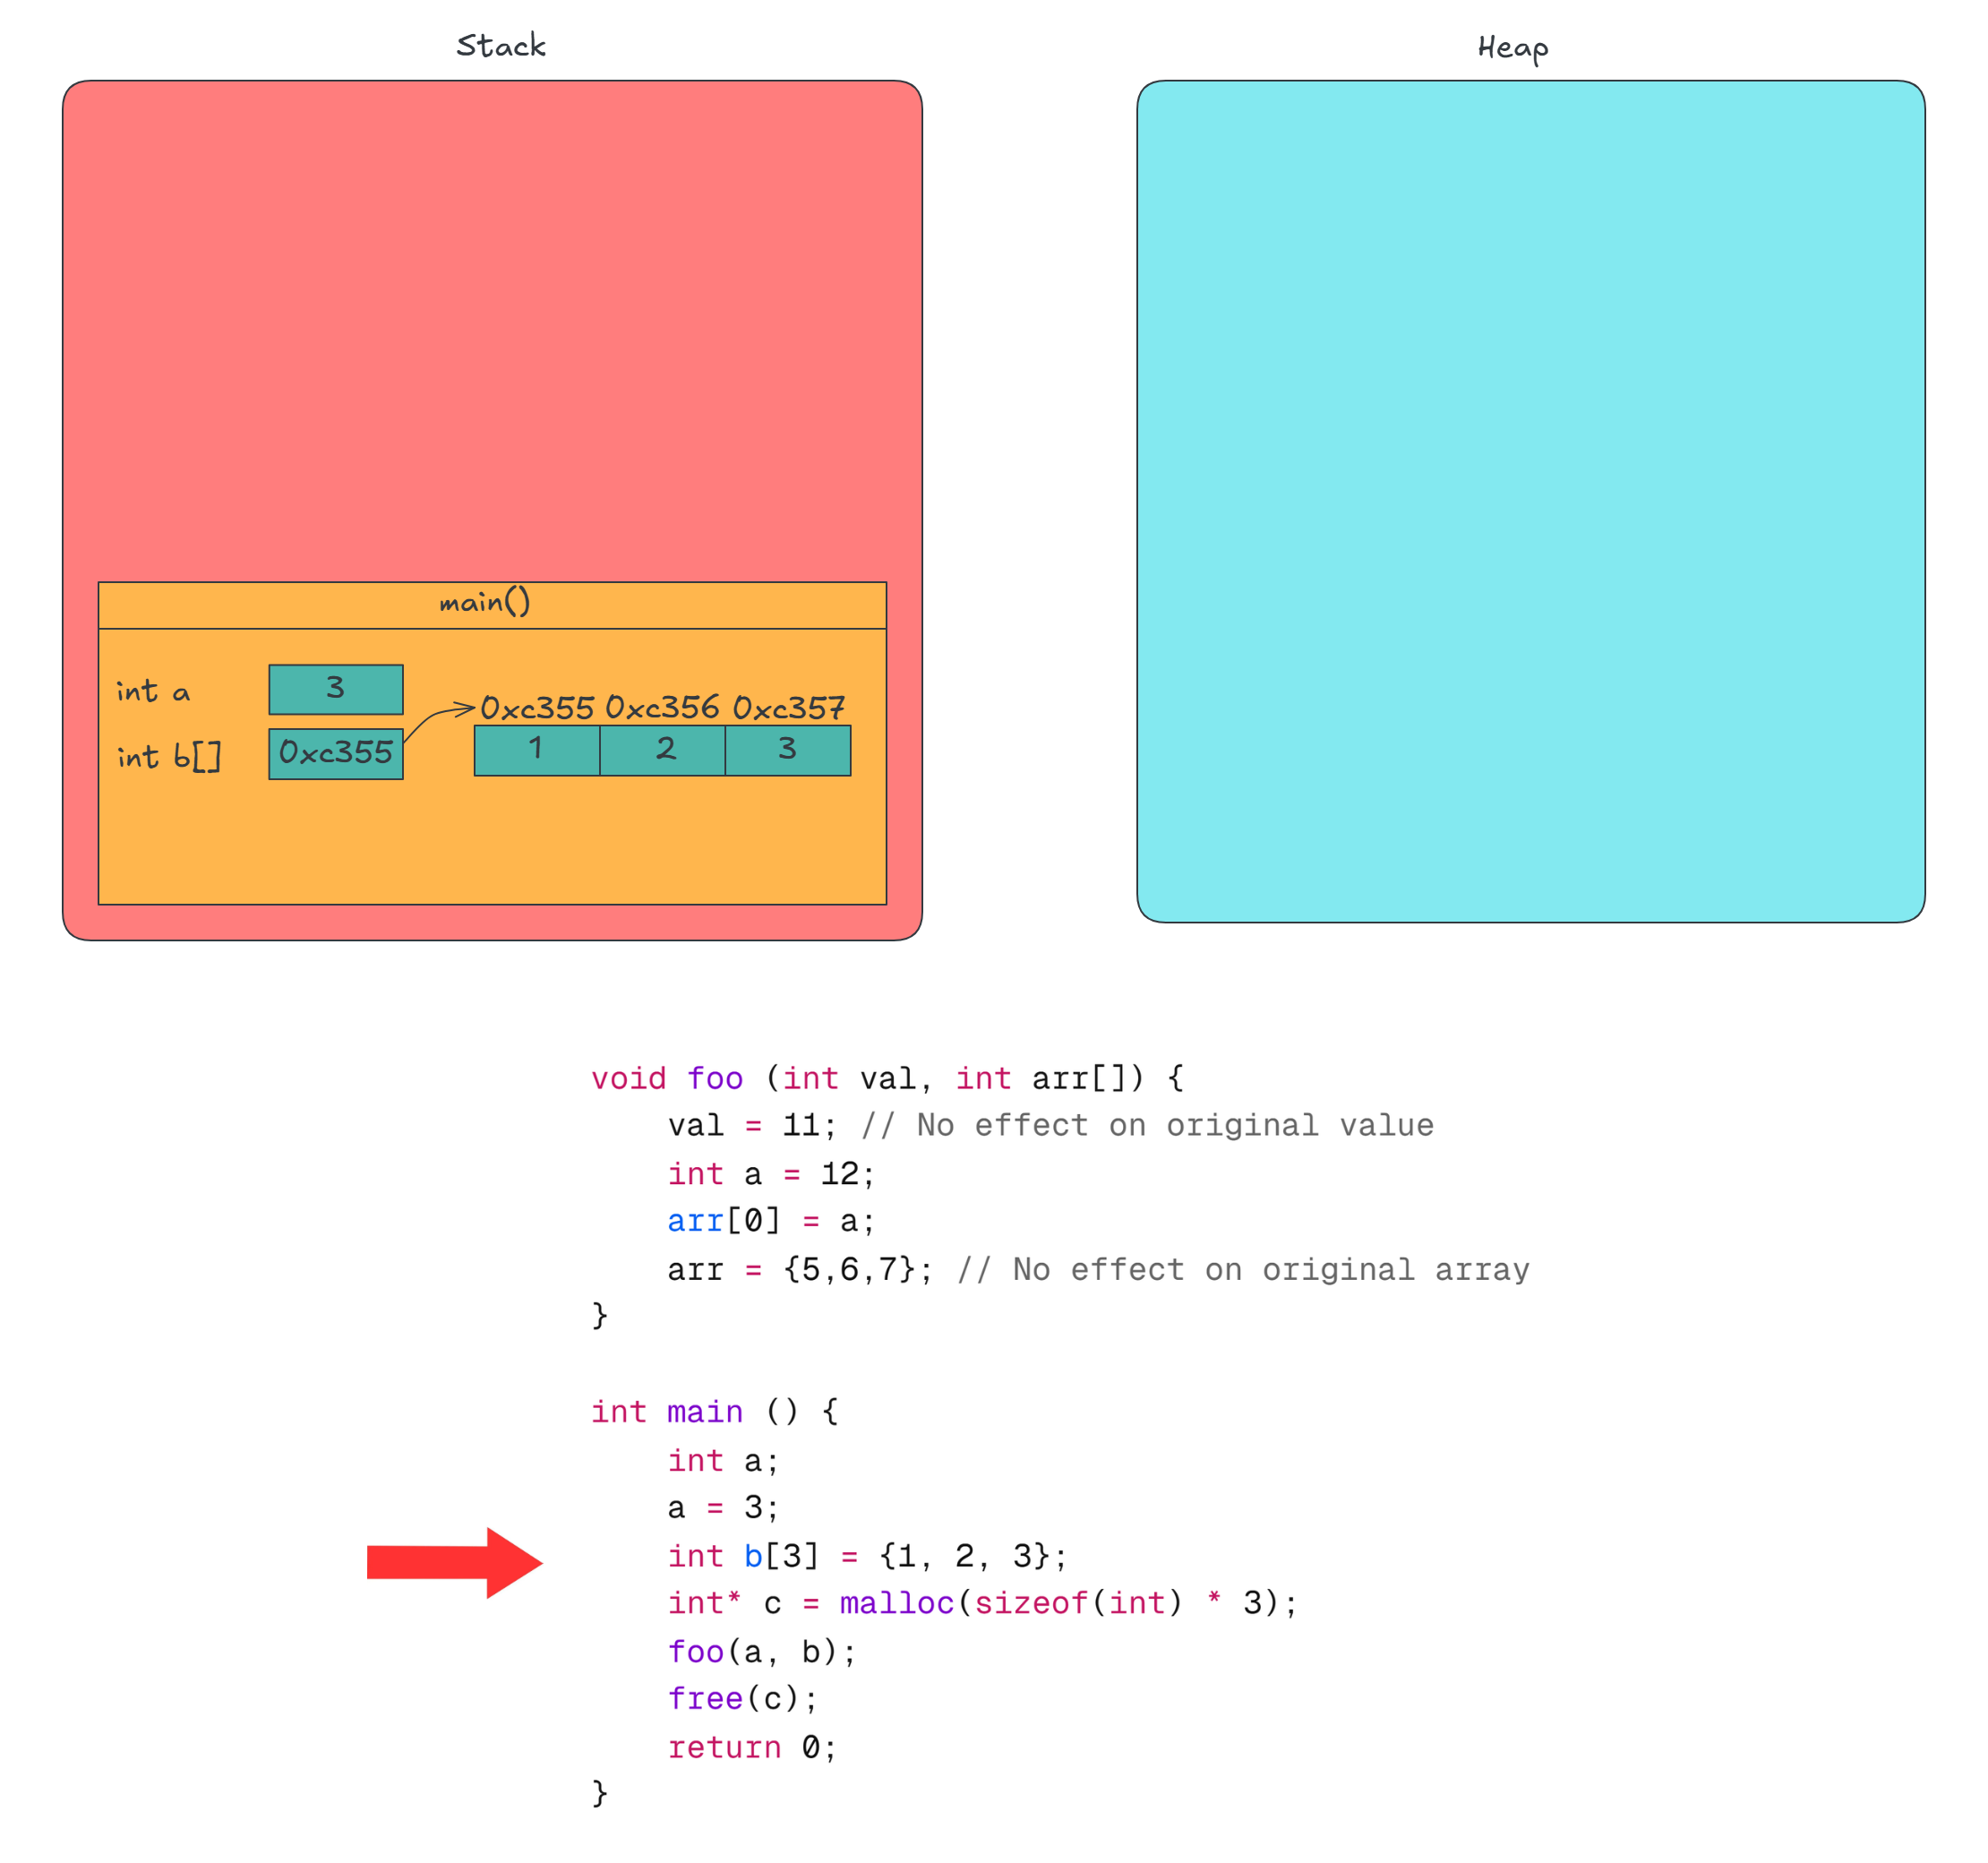 Stack
Heap
main()
int a
3
0xc355 0xc356 0xc357
int b[]
0xc355
1 2 3
void foo (int val, int arr[]) {
    val = 11; // No effect on original value
    int a = 12;
    arr[0] = a;
    arr = {5,6,7}; // No effect on original array
}
int main () {
    int a;
    a = 3;
    int b[3] = {1, 2, 3};
    int* c = malloc(sizeof(int) * 3);
    foo(a, b);
    free(c);
    return 0;
}